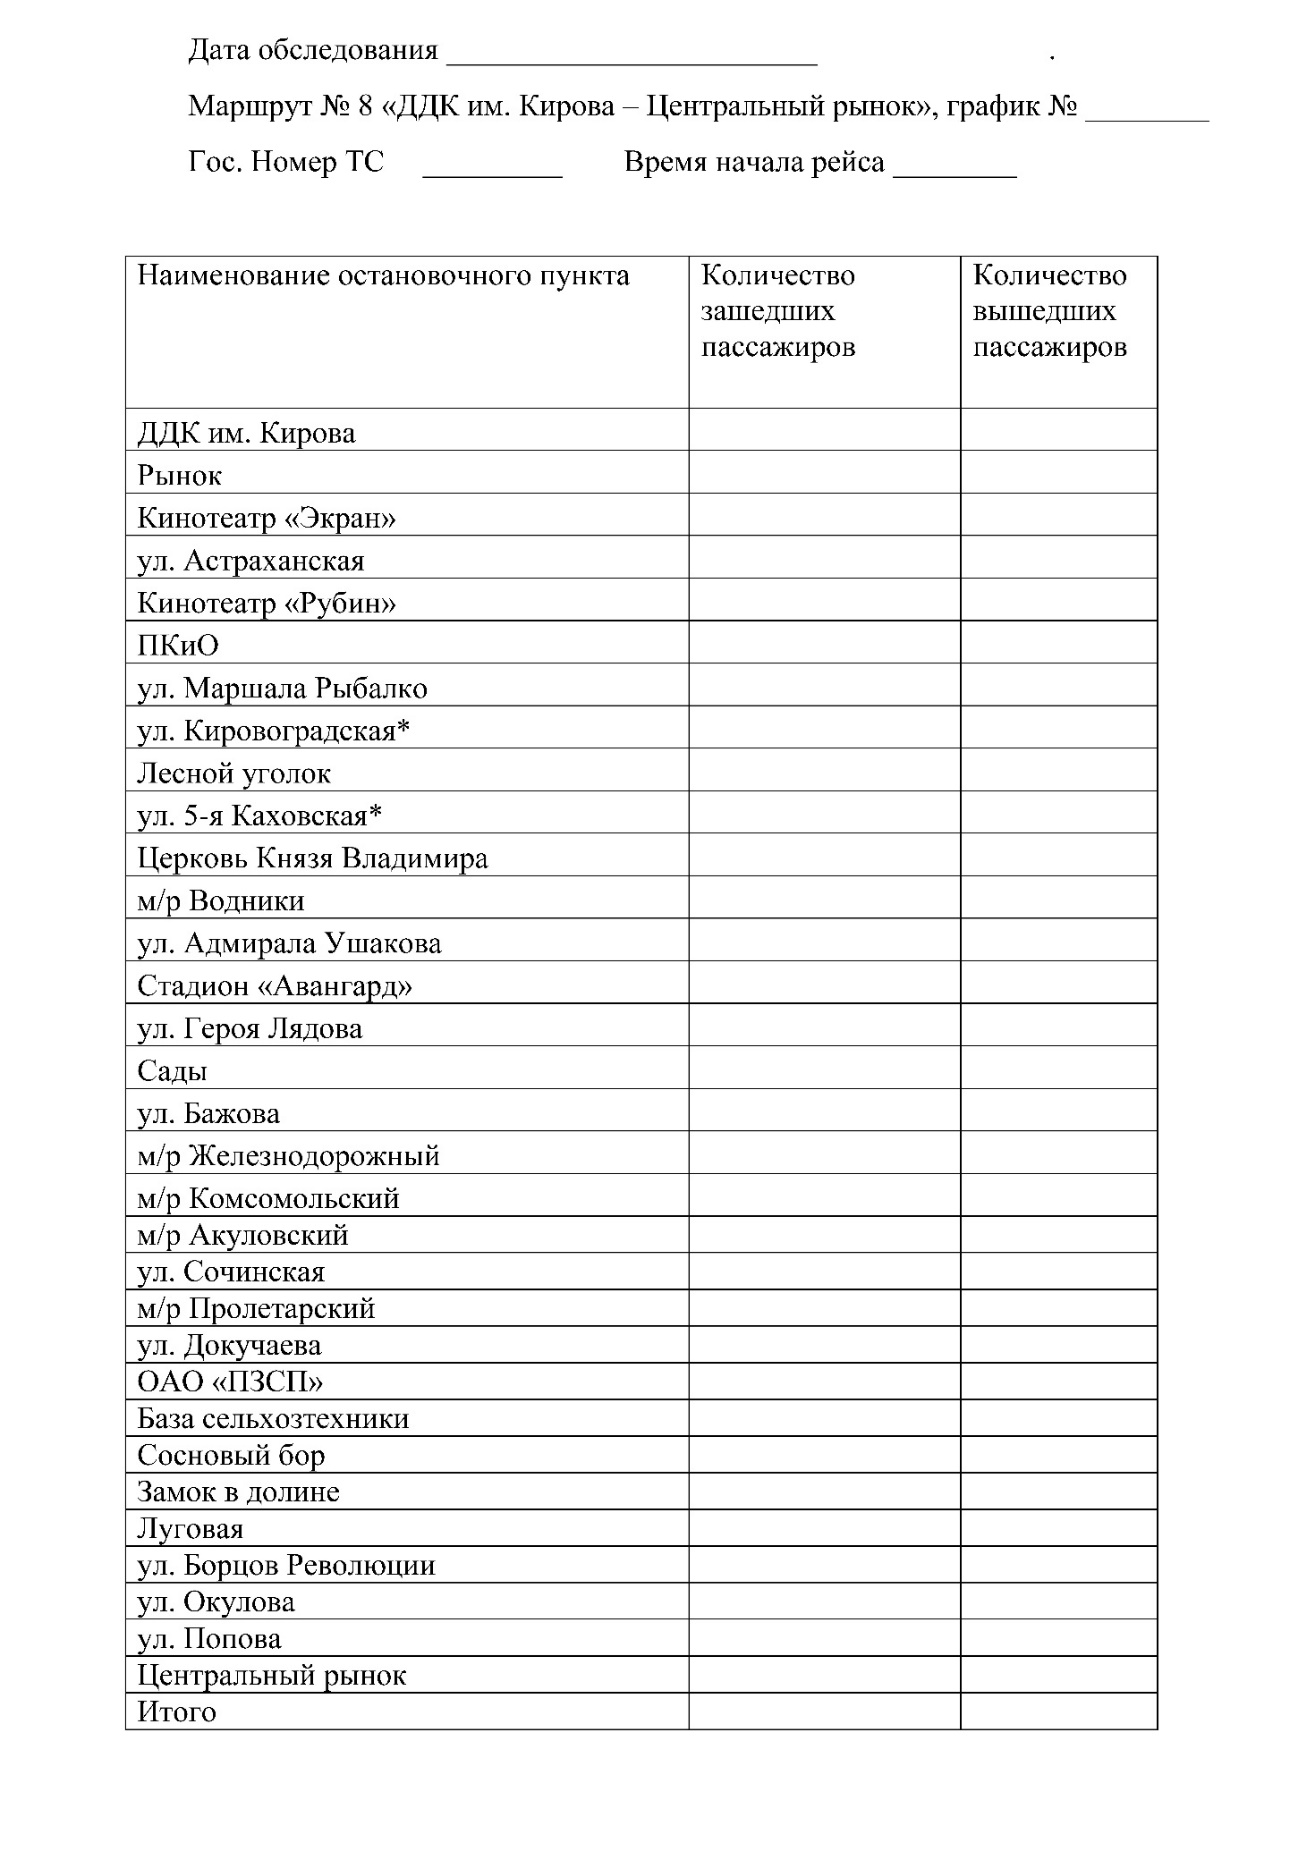 Дата обследования ________________________ .
Маршрут № 8 «ДДК им. Кирова – Центральный рынок», график № ________
Гос. Номер ТС _________ Время начала рейса ________
Наименование остановочного пункта
Количество
зашедших
пассажиров
Количество
вышедших
пассажиров
ДДК им. Кирова
Рынок
Кинотеатр «Экран»
ул. Астраханская
Кинотеатр «Рубин»
ПКиО
ул. Маршала Рыбалко
ул. Кировоградская*
Лесной уголок
ул. 5-я Каховская*
Церковь Князя Владимира
м/р Водники
ул. Адмирала Ушакова
Стадион «Авангард»
ул. Героя Лядова
Сады
ул. Бажова
м/р Железнодорожный
м/р Комсомольский
м/р Акуловский
ул. Сочинская
м/р Пролетарский
ул. Докучаева
ОАО «ПЗСП»
База сельхозтехники
Сосновый бор
Замок в долине
Луговая
ул. Борцов Революции
ул. Окулова
ул. Попова
Центральный рынок
Итого